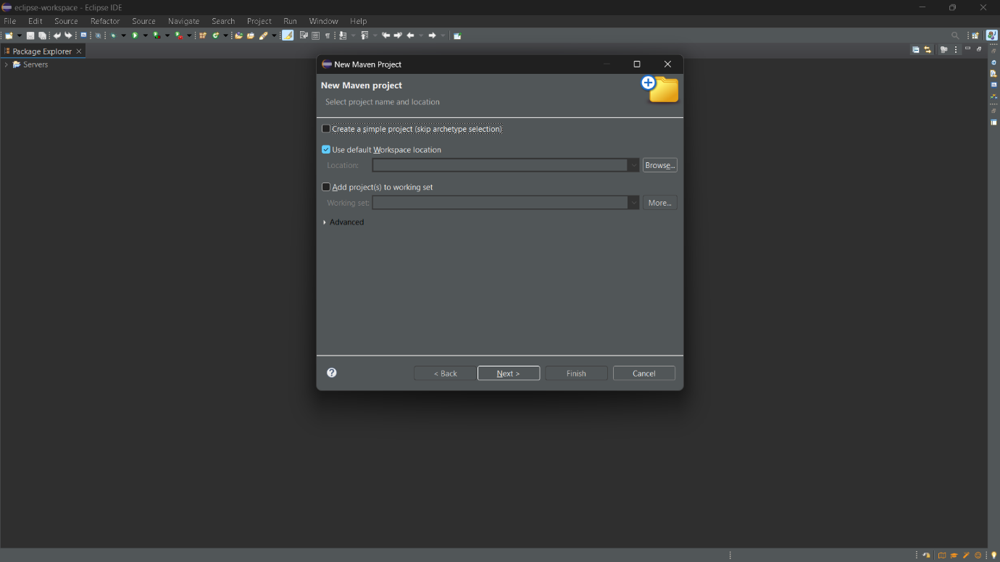 eclipse-workspace - Eclipse IDE
File Edit Source Refactor Source Navigate Search Project Run Window Help
Package Explorer
Servers
New Maven Project
New Maven project
Select project name and location
Create a simple project (skip archetype selection)
Use default Workspace location
Location: Browse...
Add project(s) to working set
Working set: More...
Advanced
< Back Next > Finish Cancel